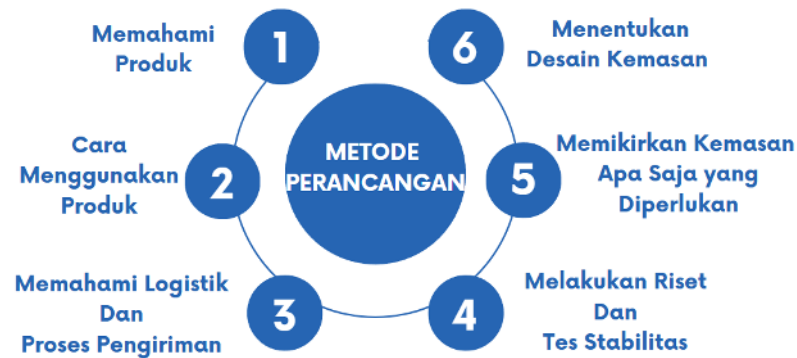 METODE
PERANCANGAN
1
Memahami
Produk
2
Cara
Menggunakan
Produk
3
Memahami Logistik
Dan
Proses Pengiriman
4
Melakukan Riset
Dan
Tes Stabilitas
5
Memikirkan Kemasan
Apa Saja yang
Diperlukan
6
Menentukan
Desain Kemasan